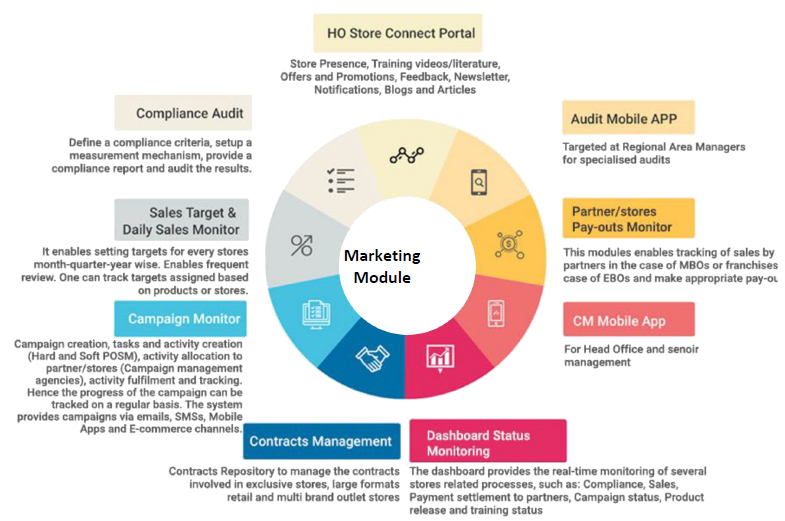 HO Store Connect Portal
Store Presence, Training videos/literature,
Offers and Promotions, Feedback, Newsletter,
Notifications, Blogs and Articles
Compliance Audit
Define a compliance criteria, setup a
measurement mechanism, provide a
compliance report and audit the results.
Audit Mobile APP
Targeted at Regional Area Managers
for specialised audits
Sales Target &
Daily Sales Monitor
It enables setting targets for every stores
month-quarter-year wise. Enables frequent
review. One can track targets assigned based
on products or stores.
Partner/stores
Pay-outs Monitor
This modules enables tracking of sales by
partners in the case of MBOs or franchises
case of EBOs and make appropriate
Marketing
Module
Campaign Monitor
Campaign creation, tasks and activity creation
(Hard and Soft POSM), activity allocation to
partner/stores (Campaign management
agencies), activity fulfilment and tracking.
Hence the progress of the campaign can be
tracked on a regular basis. The system
provides campaigns via emails, SMSs, Mobile
Apps and E-commerce channels.
CM Mobile App
For Head Office and senoir
management
Contracts Management
Contracts Repository to manage the contracts
involved in exclusive stores, large formats
retail and multi brand outlet stores
Dashboard Status
Monitoring
The dashboard provides the real-time monitoring of several
stores related processes, such as: Compliance, Sales,
Payment settlement to partners, Campaign status, Product
release and training status